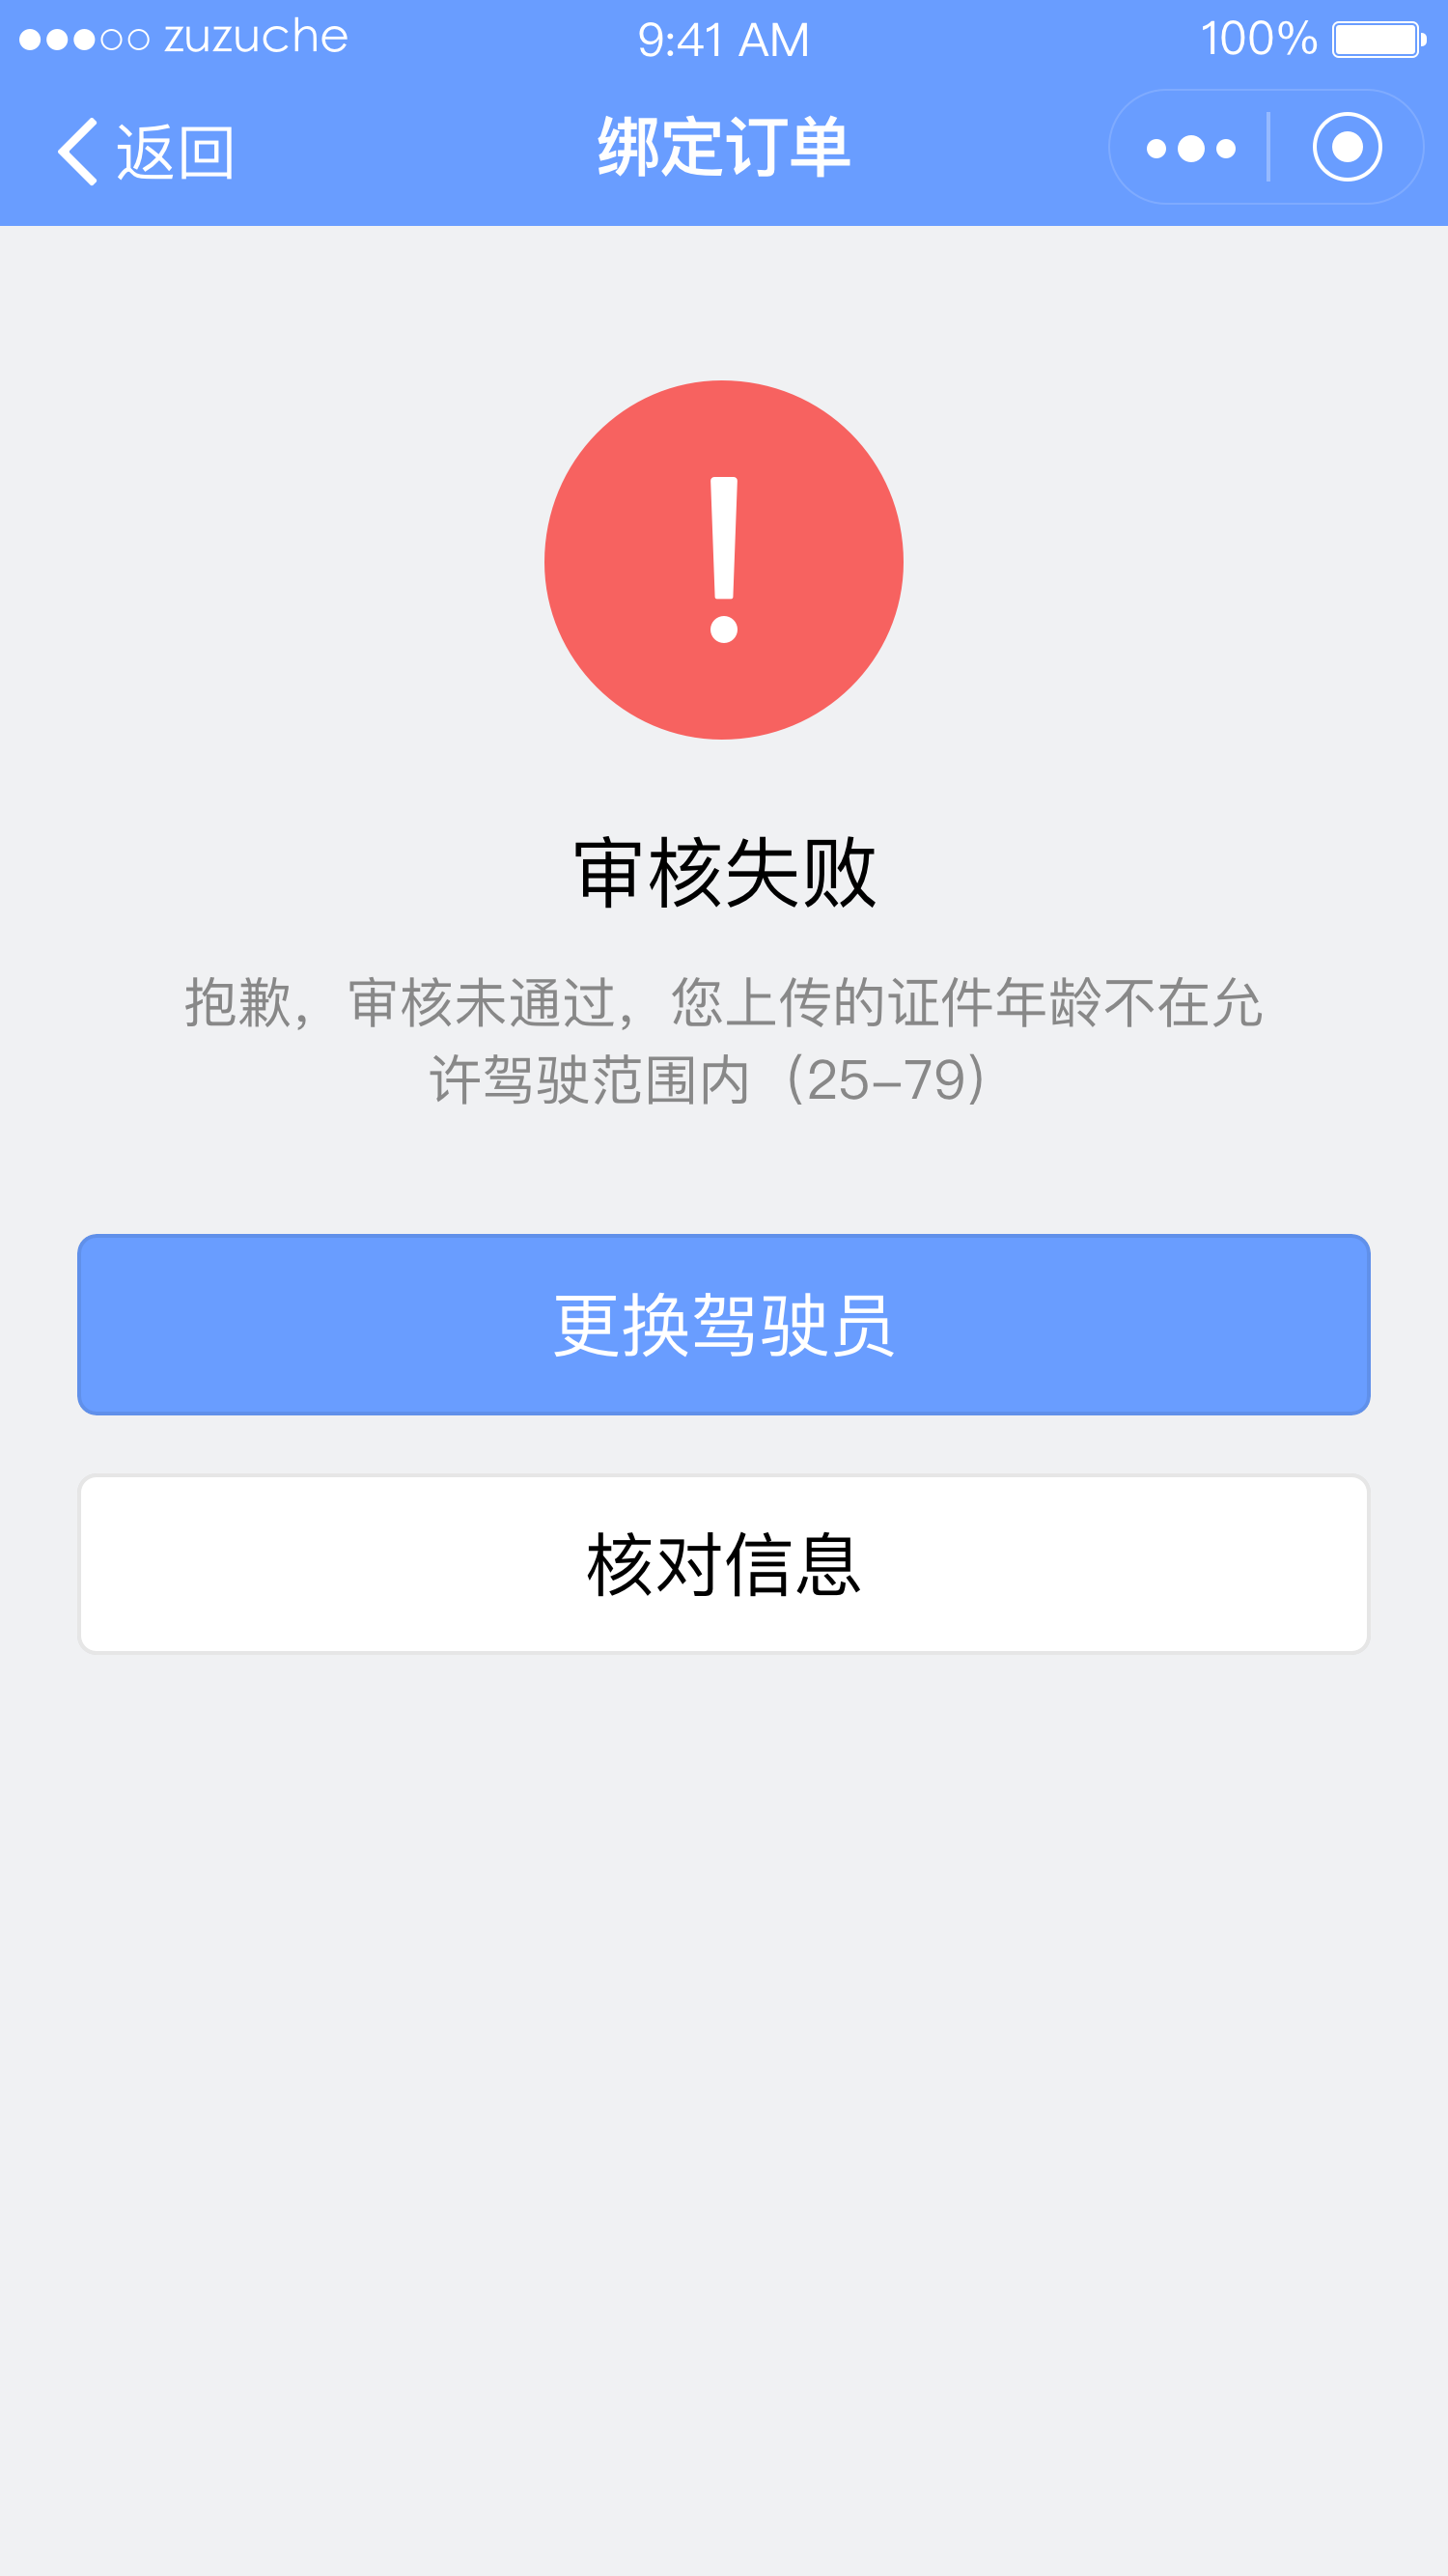 zuzuche 9:41 AM 100%
返回 绑定订单
审核失败
抱歉，审核未通过，您上传的证件年龄不在允
许驾驶范围内（25-79）
更换驾驶员
核对信息